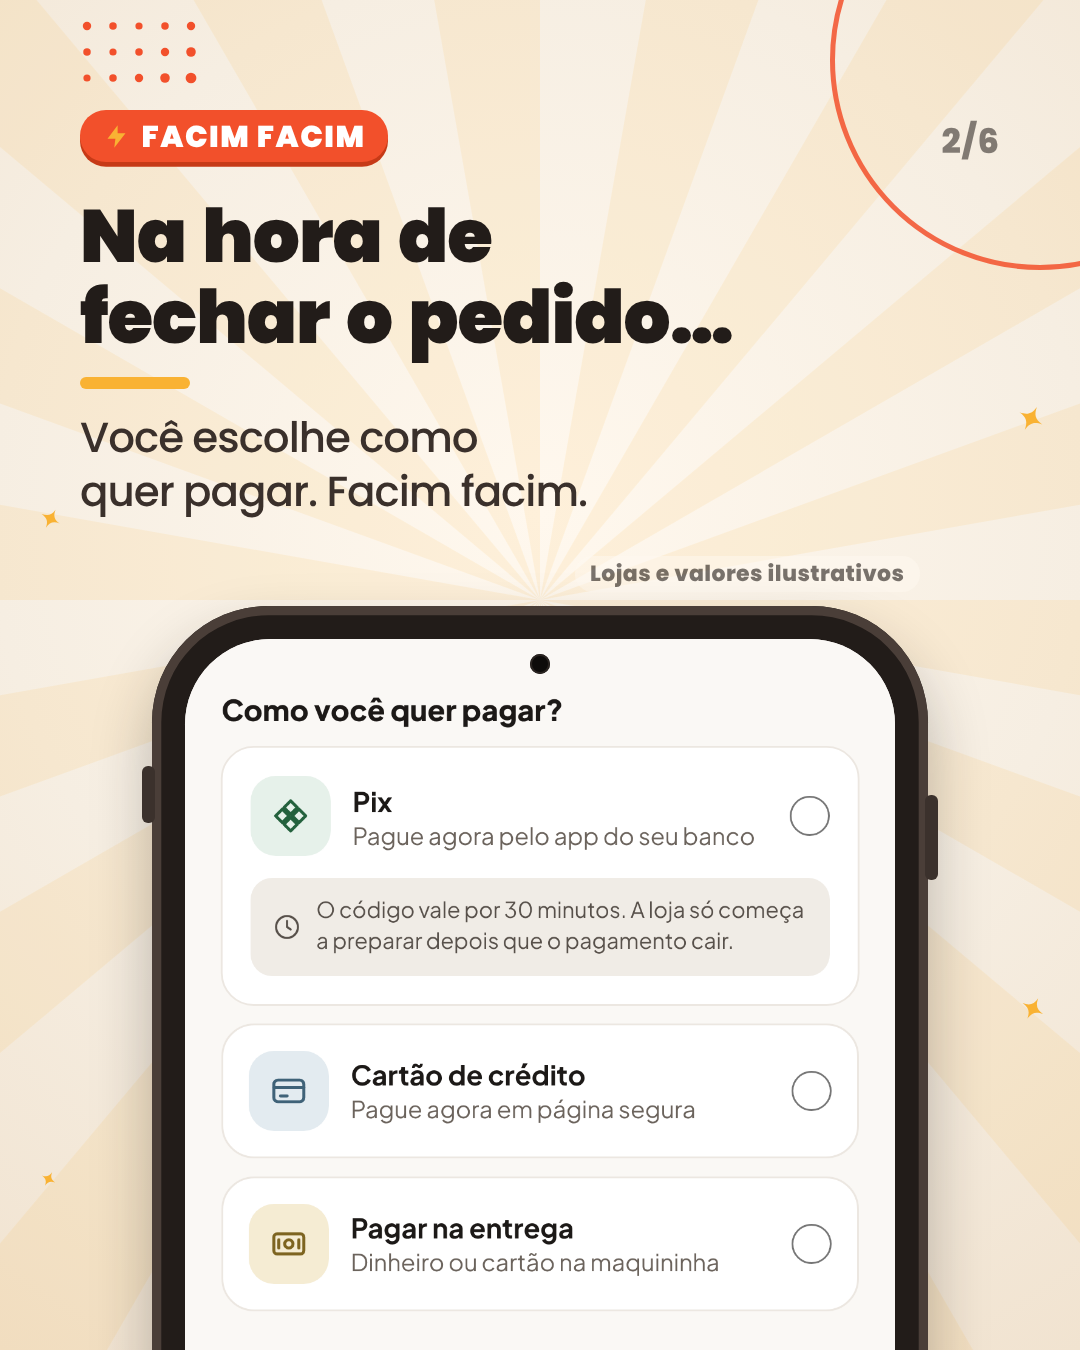 FACIM FACIM
2/6
Na hora de
fechar o pedido...
Você escolhe como
quer pagar. Facim facim.
Lojas e valores ilustrativos
Como você quer pagar?
Pix
Pague agora pelo app do seu banco
O código vale por 30 minutos. A loja só começa
a preparar depois que o pagamento cair.
Cartão de crédito
Pague agora em página segura
Pagar na entrega
Dinheiro ou cartão na maquininha